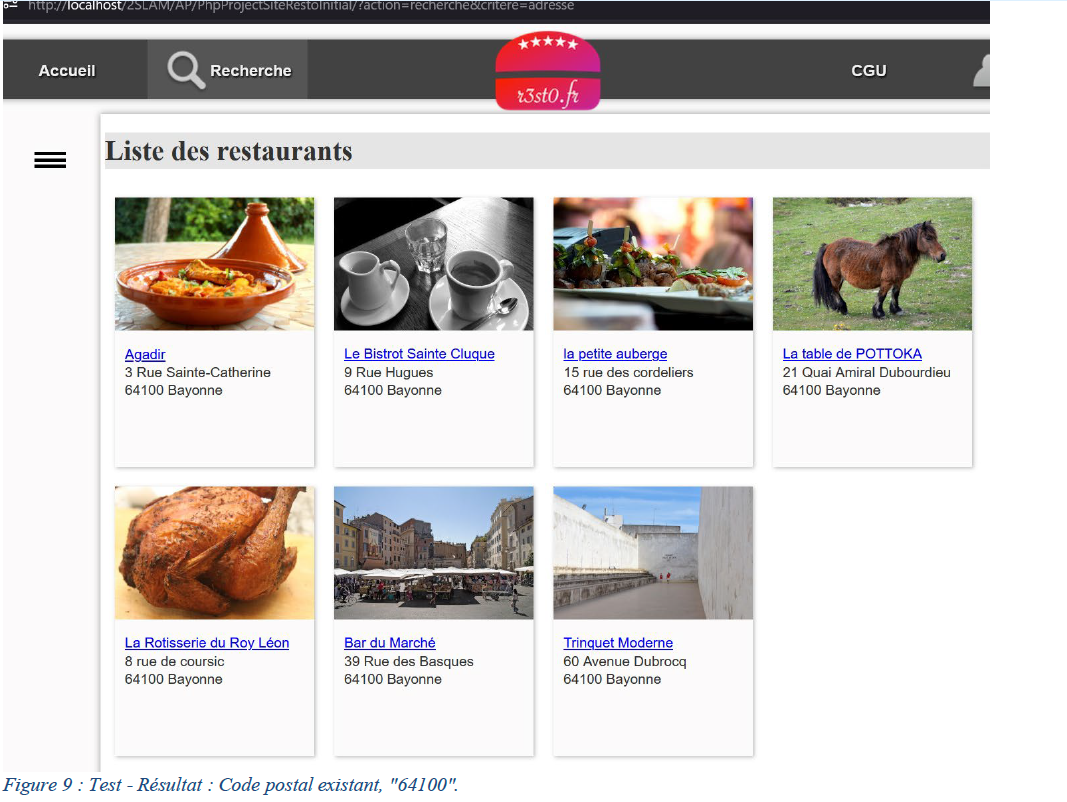 http://localhost/2SLAM/AP/PhpProjectSiteRestoInitial/?action=recherche&critere=adresse
Accueil
Recherche
r3st0.fr
CGU
Liste des restaurants
Agadir
3 Rue Sainte-Catherine
64100 Bayonne
Le Bistrot Sainte Cluque
9 Rue Hugues
64100 Bayonne
la petite auberge
15 rue des cordeliers
64100 Bayonne
La table de POTTOKA
21 Quai Amiral Dubourdieu
64100 Bayonne
La Rotisserie du Roy Léon
8 rue de coursic
64100 Bayonne
Bar du Marché
39 Rue des Basques
64100 Bayonne
Trinquet Moderne
60 Avenue Dubrocq
64100 Bayonne
Figure 9 : Test - Résultat : Code postal existant, "64100".